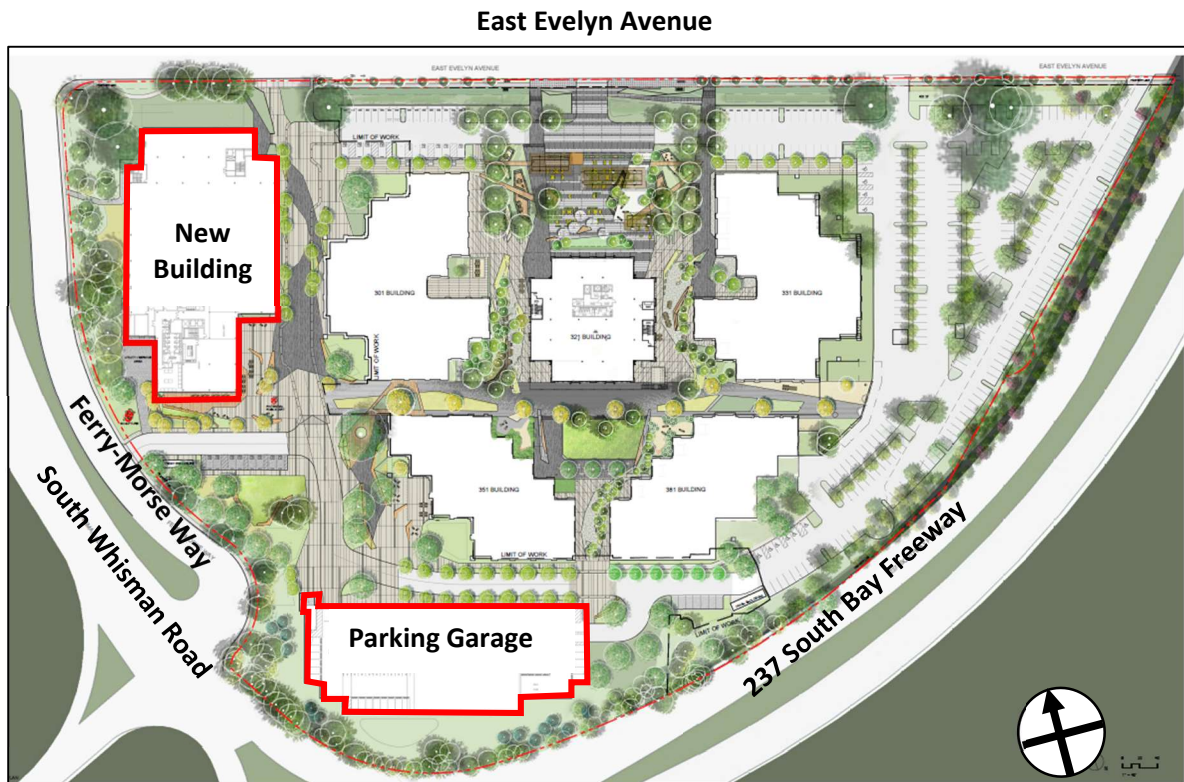 East Evelyn Avenue
EAST EVELYN AVENUE
EAST EVELYN AVENUE
LIMIT OF WORK
New
Building
301 BUILDING
331 BUILDING
321 BUILDING
LIMIT OF WORK
Ferry-Morse Way
South Whisman Road
351 BUILDING
381 BUILDING
LIMIT OF WORK
Parking Garage
LIMIT OF WORK
237 South Bay Freeway